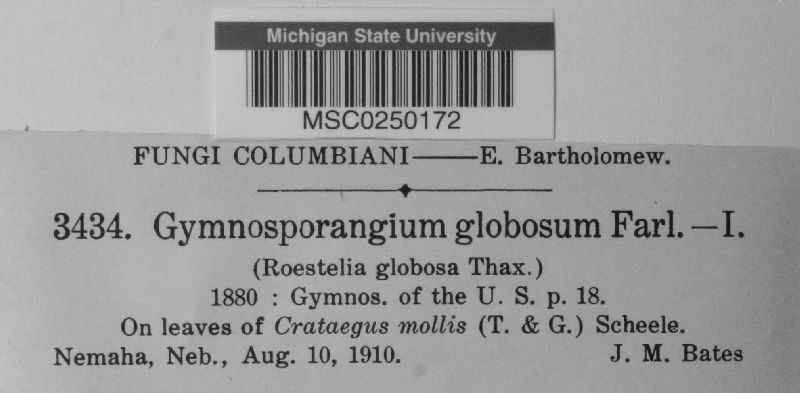 Michigan State University
MSC0250172
FUNGI COLUMBIANI——E. Bartholomew.
3434. Gymnosporangium globosum Farl.—I.
(Roestelia globosa Thax.)
1880 : Gymnos. of the U. S. p. 18.
On leaves of Crataegus mollis (T. & G.) Scheele.
Nemaha, Neb., Aug. 10, 1910. J. M. Bates